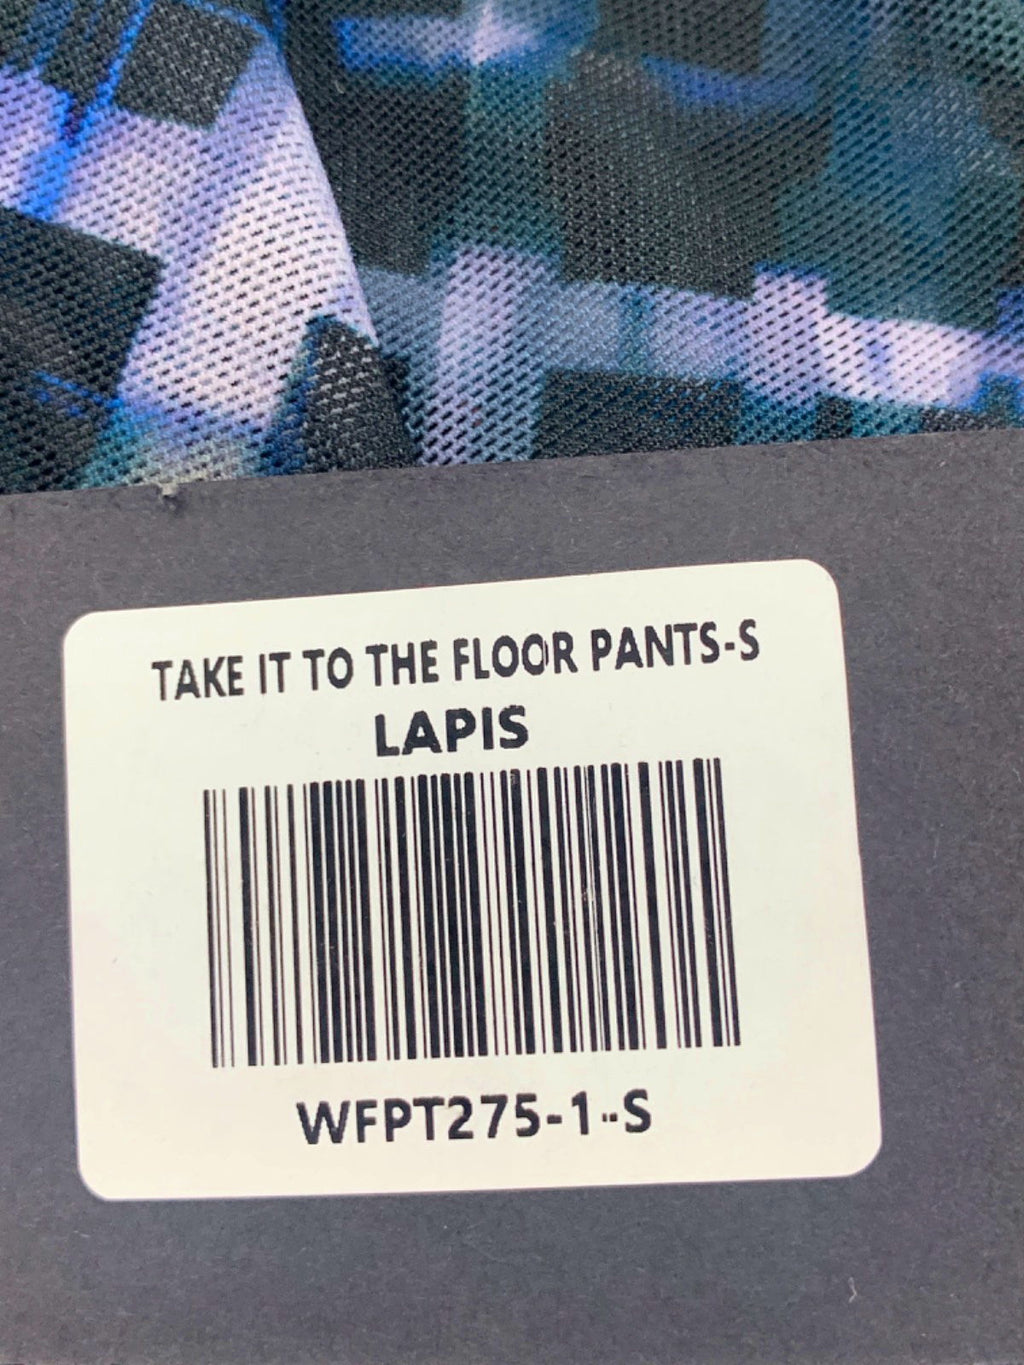 TAKE IT TO THE FLOOR PANTS-S
LAPIS
WFPT275-1-S